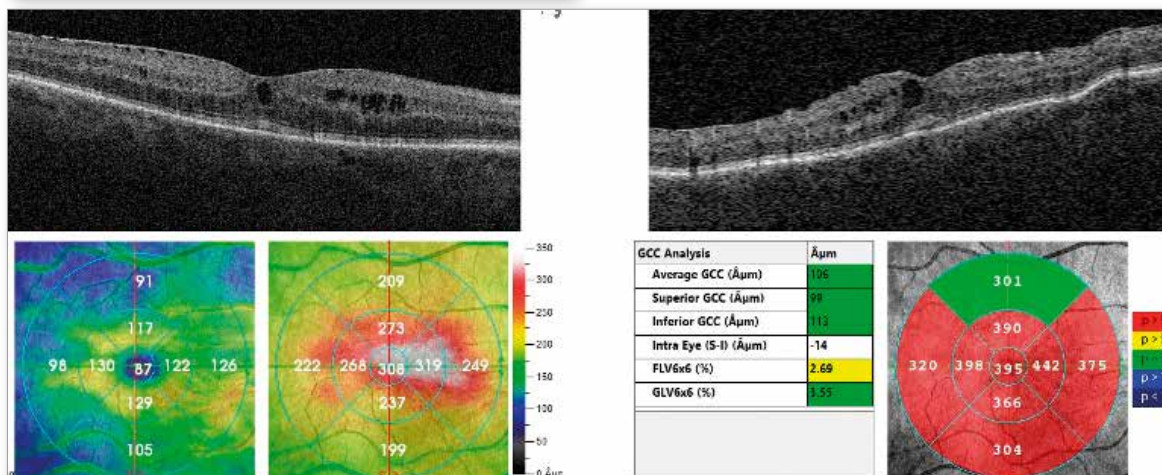 350
300
250
200
150
100
50
0 Âμm
91
117
98 130 87 122 126
129
105
209
273
222 268 308 319 249
237
199
GCC Analysis Âμm
Average GCC (Âμm) 106
Superior GCC (Âμm) 99
Inferior GCC (Âμm) 113
Intra Eye (S-I) (Âμm) -14
FLV6x6 (%) 2.69
GLV6x6 (%) 3.55
301
390
320 398 395 442 375
366
304
p >
p >
p >
p <